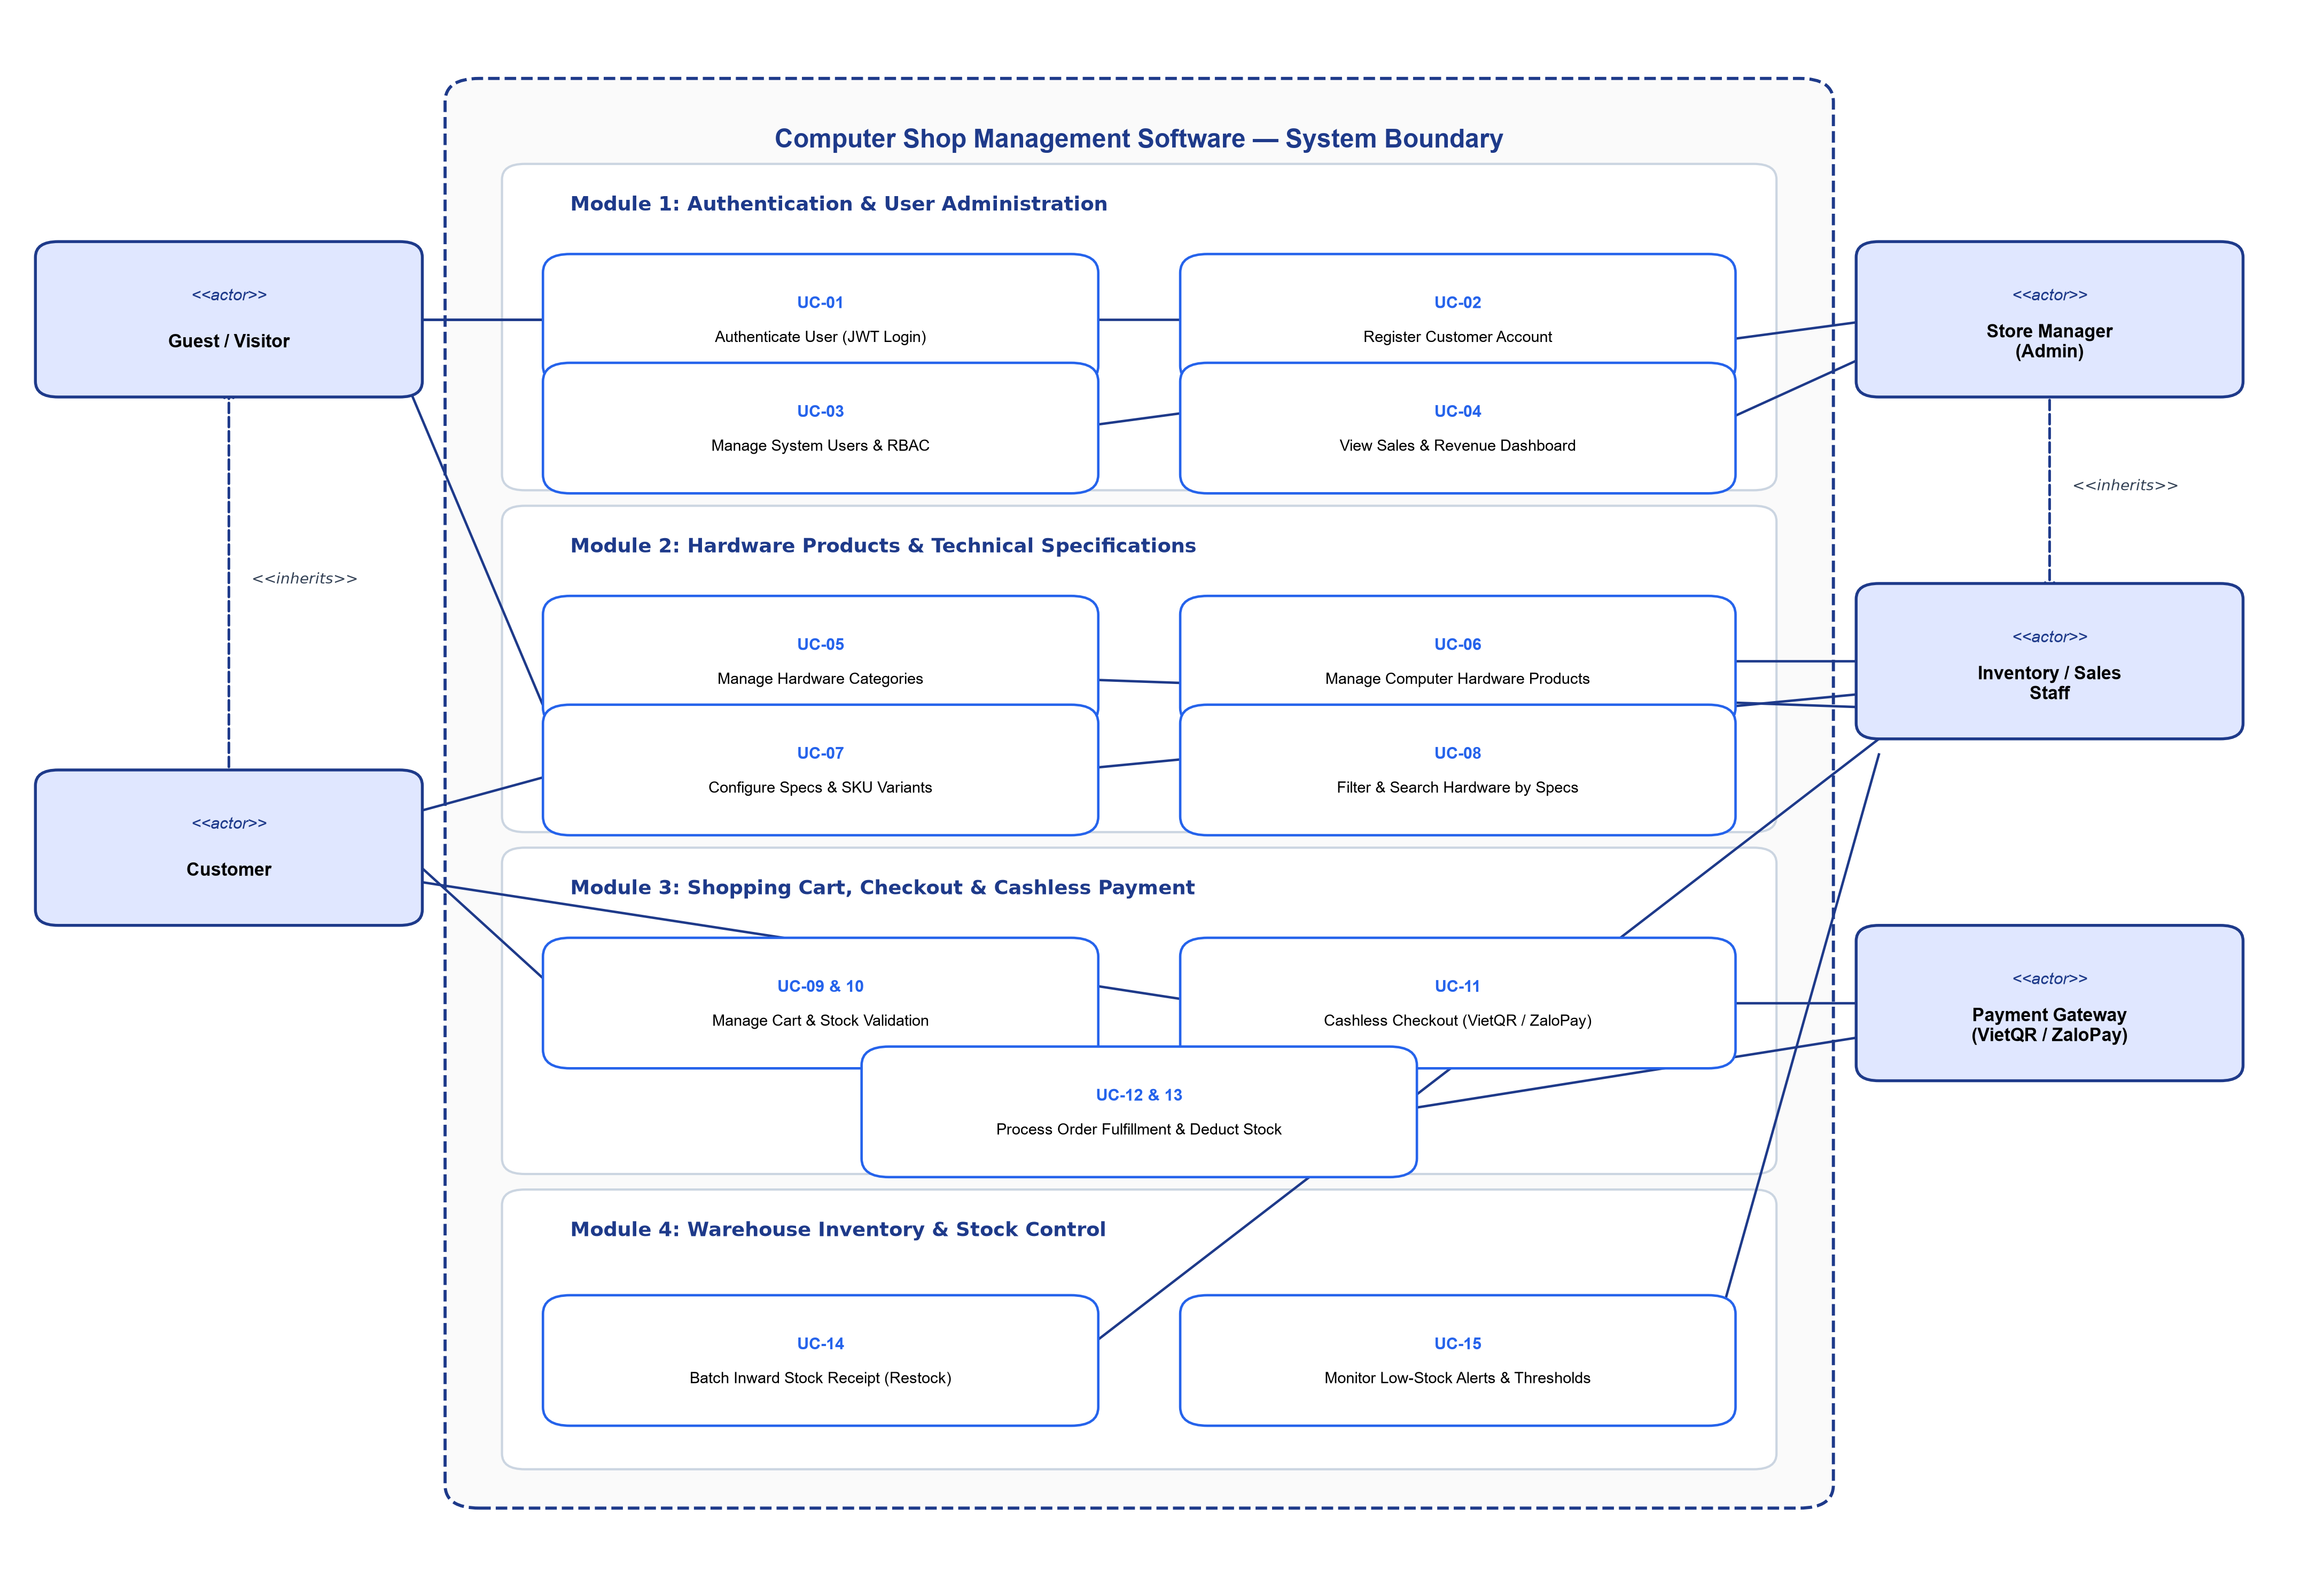 Computer Shop Management Software — System Boundary
Module 1: Authentication & User Administration
<<actor>>
Guest / Visitor
UC-01
Authenticate User (JWT Login)
UC-02
Register Customer Account
<<actor>>
Store Manager
(Admin)
UC-03
Manage System Users & RBAC
UC-04
View Sales & Revenue Dashboard
<<inherits>>
<<inherits>>
Module 2: Hardware Products & Technical Specifications
UC-05
Manage Hardware Categories
UC-06
Manage Computer Hardware Products
<<actor>>
Inventory / Sales
Staff
UC-07
Configure Specs & SKU Variants
UC-08
Filter & Search Hardware by Specs
<<actor>>
Customer
Module 3: Shopping Cart, Checkout & Cashless Payment
UC-09 & 10
Manage Cart & Stock Validation
UC-11
Cashless Checkout (VietQR / ZaloPay)
<<actor>>
Payment Gateway
(VietQR / ZaloPay)
UC-12 & 13
Process Order Fulfillment & Deduct Stock
Module 4: Warehouse Inventory & Stock Control
UC-14
Batch Inward Stock Receipt (Restock)
UC-15
Monitor Low-Stock Alerts & Thresholds